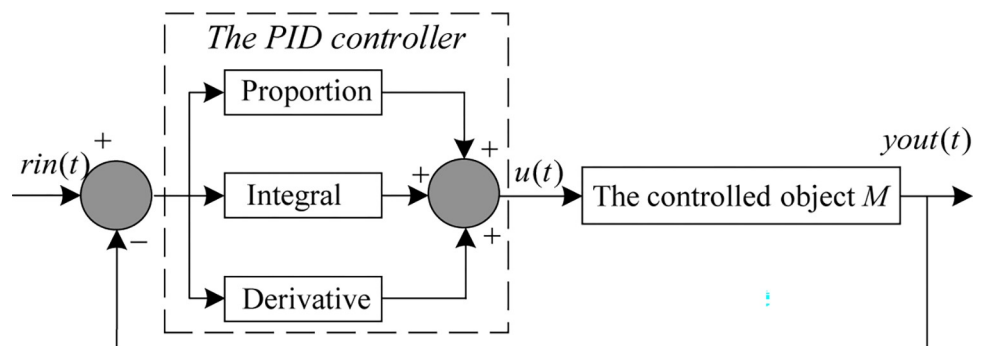 The PID controller
Proportion
+
rin(t)
+
+
u(t)
yout(t)
Integral
The controlled object M
−
+
Derivative